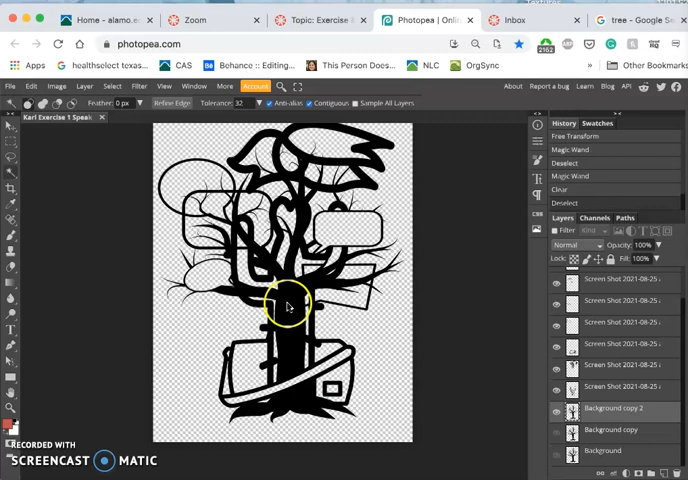 Textures
Home - alamo.e
Zoom
Topic: Exercise
Photopea | Onlin
Inbox
tree - Google Se
photopea.com
2162
Apps
healthselect texas...
CAS
Behance :: Editing...
This Person Does...
NLC
OrgSync
Other Bookmarks
File Edit Image Layer Select Filter View Window More Account About Report a bug Learn Blog API
Feather: 0 px Refine Edge Tolerance: 32 Anti-alias Contiguous Sample All Layers
Karl Exercise 1 Speak
History Swatches
Free Transform
Magic Wand
Deselect
Magic Wand
Clear
Deselect
Layers Channels Paths
Filter
Normal Opacity: 100%
Lock: Fill: 100%
CSS
Screen Shot 2021-08-25
Screen Shot 2021-08-25
Screen Shot 2021-08-25
Screen Shot 2021-08-25
Screen Shot 2021-08-25
Screen Shot 2021-08-25
Background copy 2
Background copy
Background
RECORDED WITH
SCREENCAST MATIC